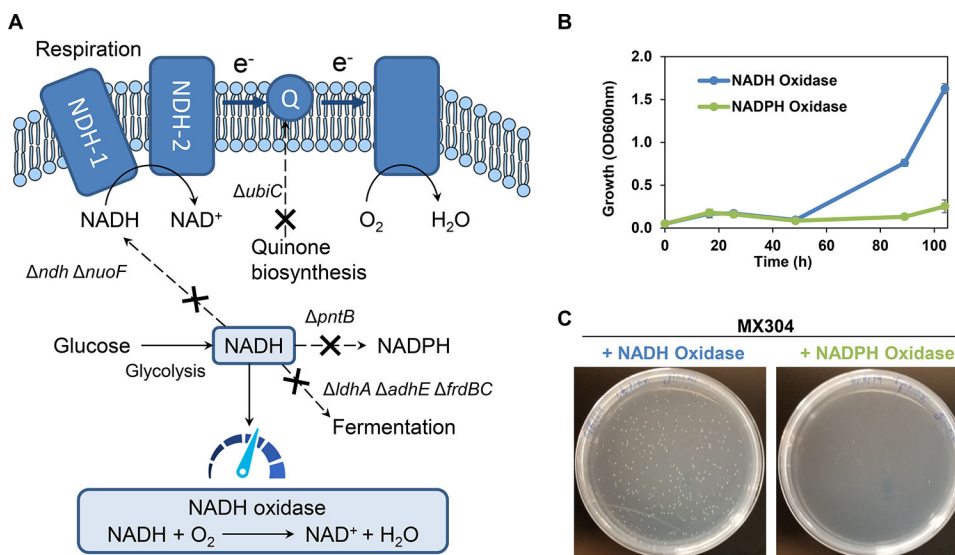 A
Respiration
NDH-1
NDH-2
e-
Q
e-
NADH
NAD+
ΔubiC
O2
H2O
Quinone
biosynthesis
Δndh ΔnuoF
ΔpntB
Glucose
NADH
NADPH
Glycolysis
ΔldhA ΔadhE ΔfrdBC
Fermentation
NADH oxidase
NADH + O2
NAD+ + H2O
B
Growth (OD600nm)
2.0
1.5
1.0
0.5
0.0
NADH Oxidase
NADPH Oxidase
0 20 40 60 80 100
Time (h)
C
MX304
+ NADH Oxidase
+ NADPH Oxidase